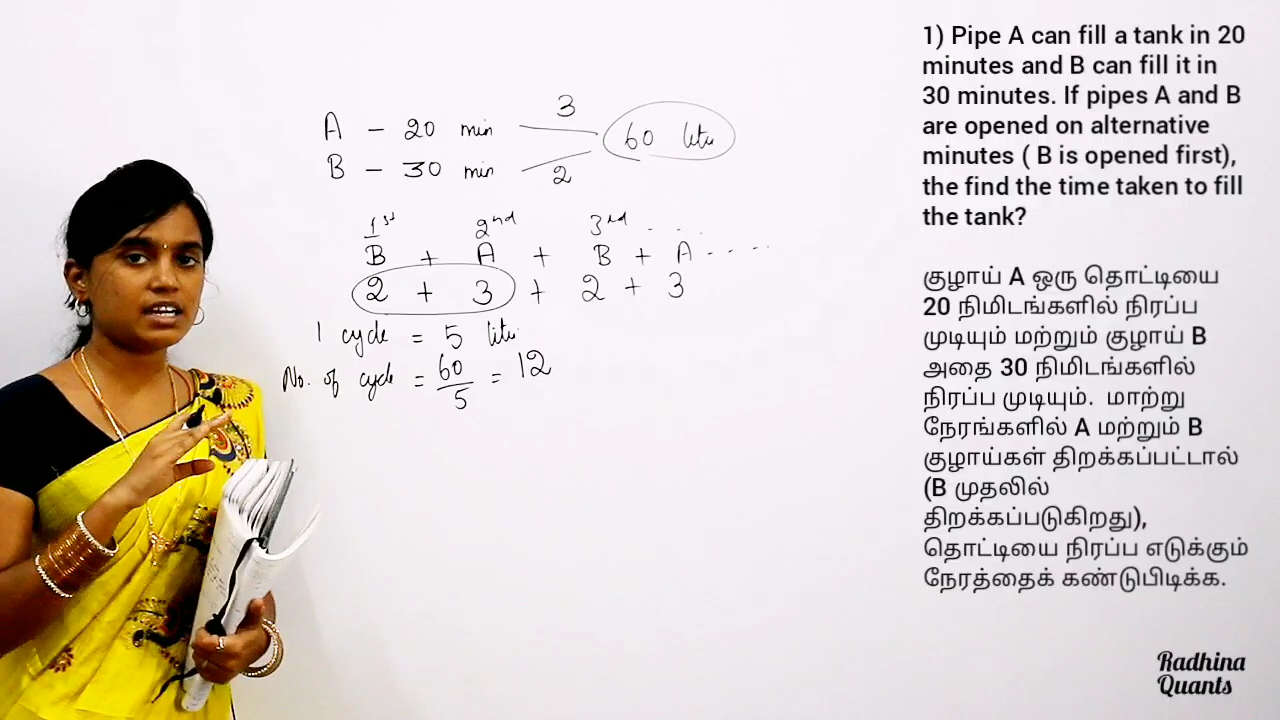 A - 20 min 3
60 litr
B - 30 min 2
1st 2nd 3rd ....
B + A + B + A ....
2 + 3 + 2 + 3
1 cycle = 5 litr
No. of cycle = 60/5 = 12
1) Pipe A can fill a tank in 20
minutes and B can fill it in
30 minutes. If pipes A and B
are opened on alternative
minutes ( B is opened first),
the find the time taken to fill
the tank?
குழாய் A ஒரு தொட்டியை
20 நிமிடங்களில் நிரப்ப
முடியும் மற்றும் குழாய் B
அதை 30 நிமிடங்களில்
நிரப்ப முடியும். மாற்று
நேரங்களில் A மற்றும் B
குழாய்கள் திறக்கப்பட்டால்
(B முதலில்
திறக்கப்படுகிறது),
தொட்டியை நிரப்ப எடுக்கும்
நேரத்தைக் கண்டுபிடிக்க.
Radhina
Quants